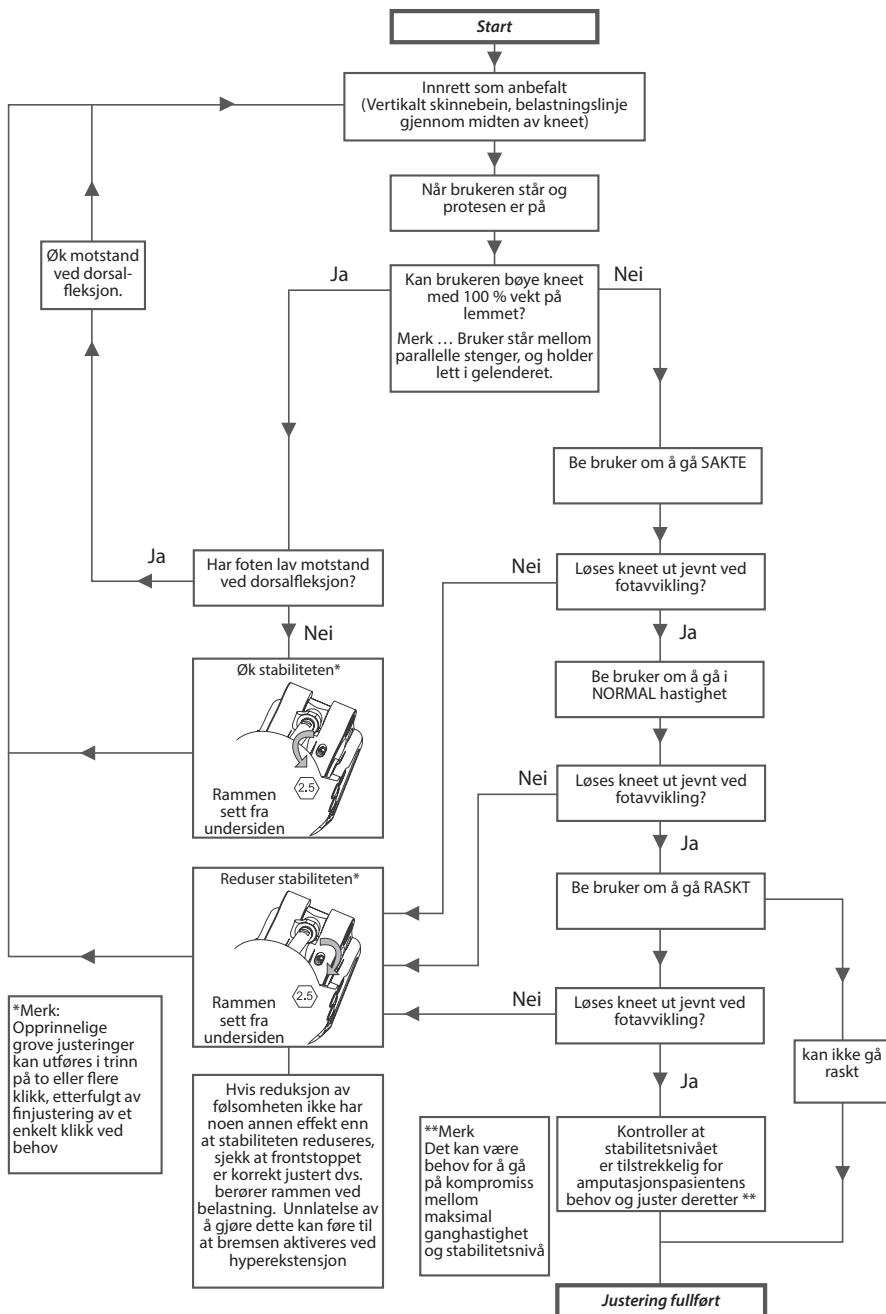 Start
Innrett som anbefalt
(Vertikalt skinnebein, belastningslinje
gjennom midten av kneet)
Når brukeren står og
protesen er på
Øk motstand
ved dorsal-
fleksjon.
Ja
Kan brukeren bøye kneet
med 100 % vekt på
lemmet?
Merk … Bruker står mellom
parallelle stenger, og holder
lett i gelenderet.
Nei
Be bruker om å gå SAKTE
Ja
Har foten lav motstand
ved dorsalfleksjon?
Nei
Løses kneet ut jevnt ved
fotavvikling?
Nei
Ja
Øk stabiliteten*
2.5
Rammen
sett fra
undersiden
Be bruker om å gå i
NORMAL hastighet
Nei
Løses kneet ut jevnt ved
fotavvikling?
Ja
Reduser stabiliteten*
2.5
Rammen
sett fra
undersiden
Be bruker om å gå RASKT
Nei
Løses kneet ut jevnt ved
fotavvikling?
kan ikke gå
raskt
Ja
*Merk:
Opprinnelige
grove justeringer
kan utføres i trinn
på to eller flere
klikk, etterfulgt av
finjustering av et
enkelt klikk ved
behov
Hvis reduksjon av
følsomheten ikke har
noen annen effekt enn
at stabiliteten reduseres,
sjekk at frontstoppet
er korrekt justert dvs.
berører rammen ved
belastning. Unnlatelse av
å gjøre dette kan føre til
at bremsen aktiveres ved
hyperekstensjon
**Merk
Det kan være
behov for å gå
på kompromiss
mellom
maksimal
ganghastighet
og stabilitetsnivå
Kontroller at
stabilitetsnivået
er tilstrekkelig for
amputasjonspasientens
behov og juster deretter **
Justering fullført